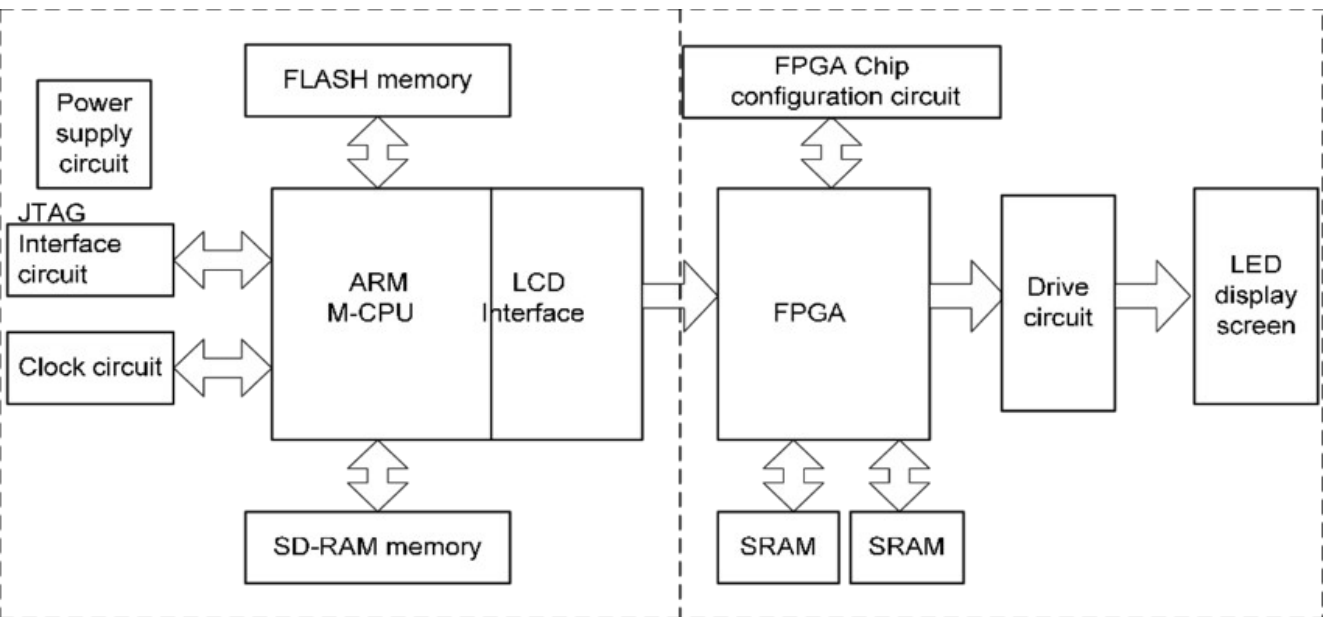 FLASH memory
FPGA Chip
configuration circuit
Power
supply
circuit
JTAG
Interface
circuit
ARM
M-CPU
LCD
Interface
FPGA
Drive
circuit
LED
display
screen
Clock circuit
SD-RAM memory
SRAM
SRAM